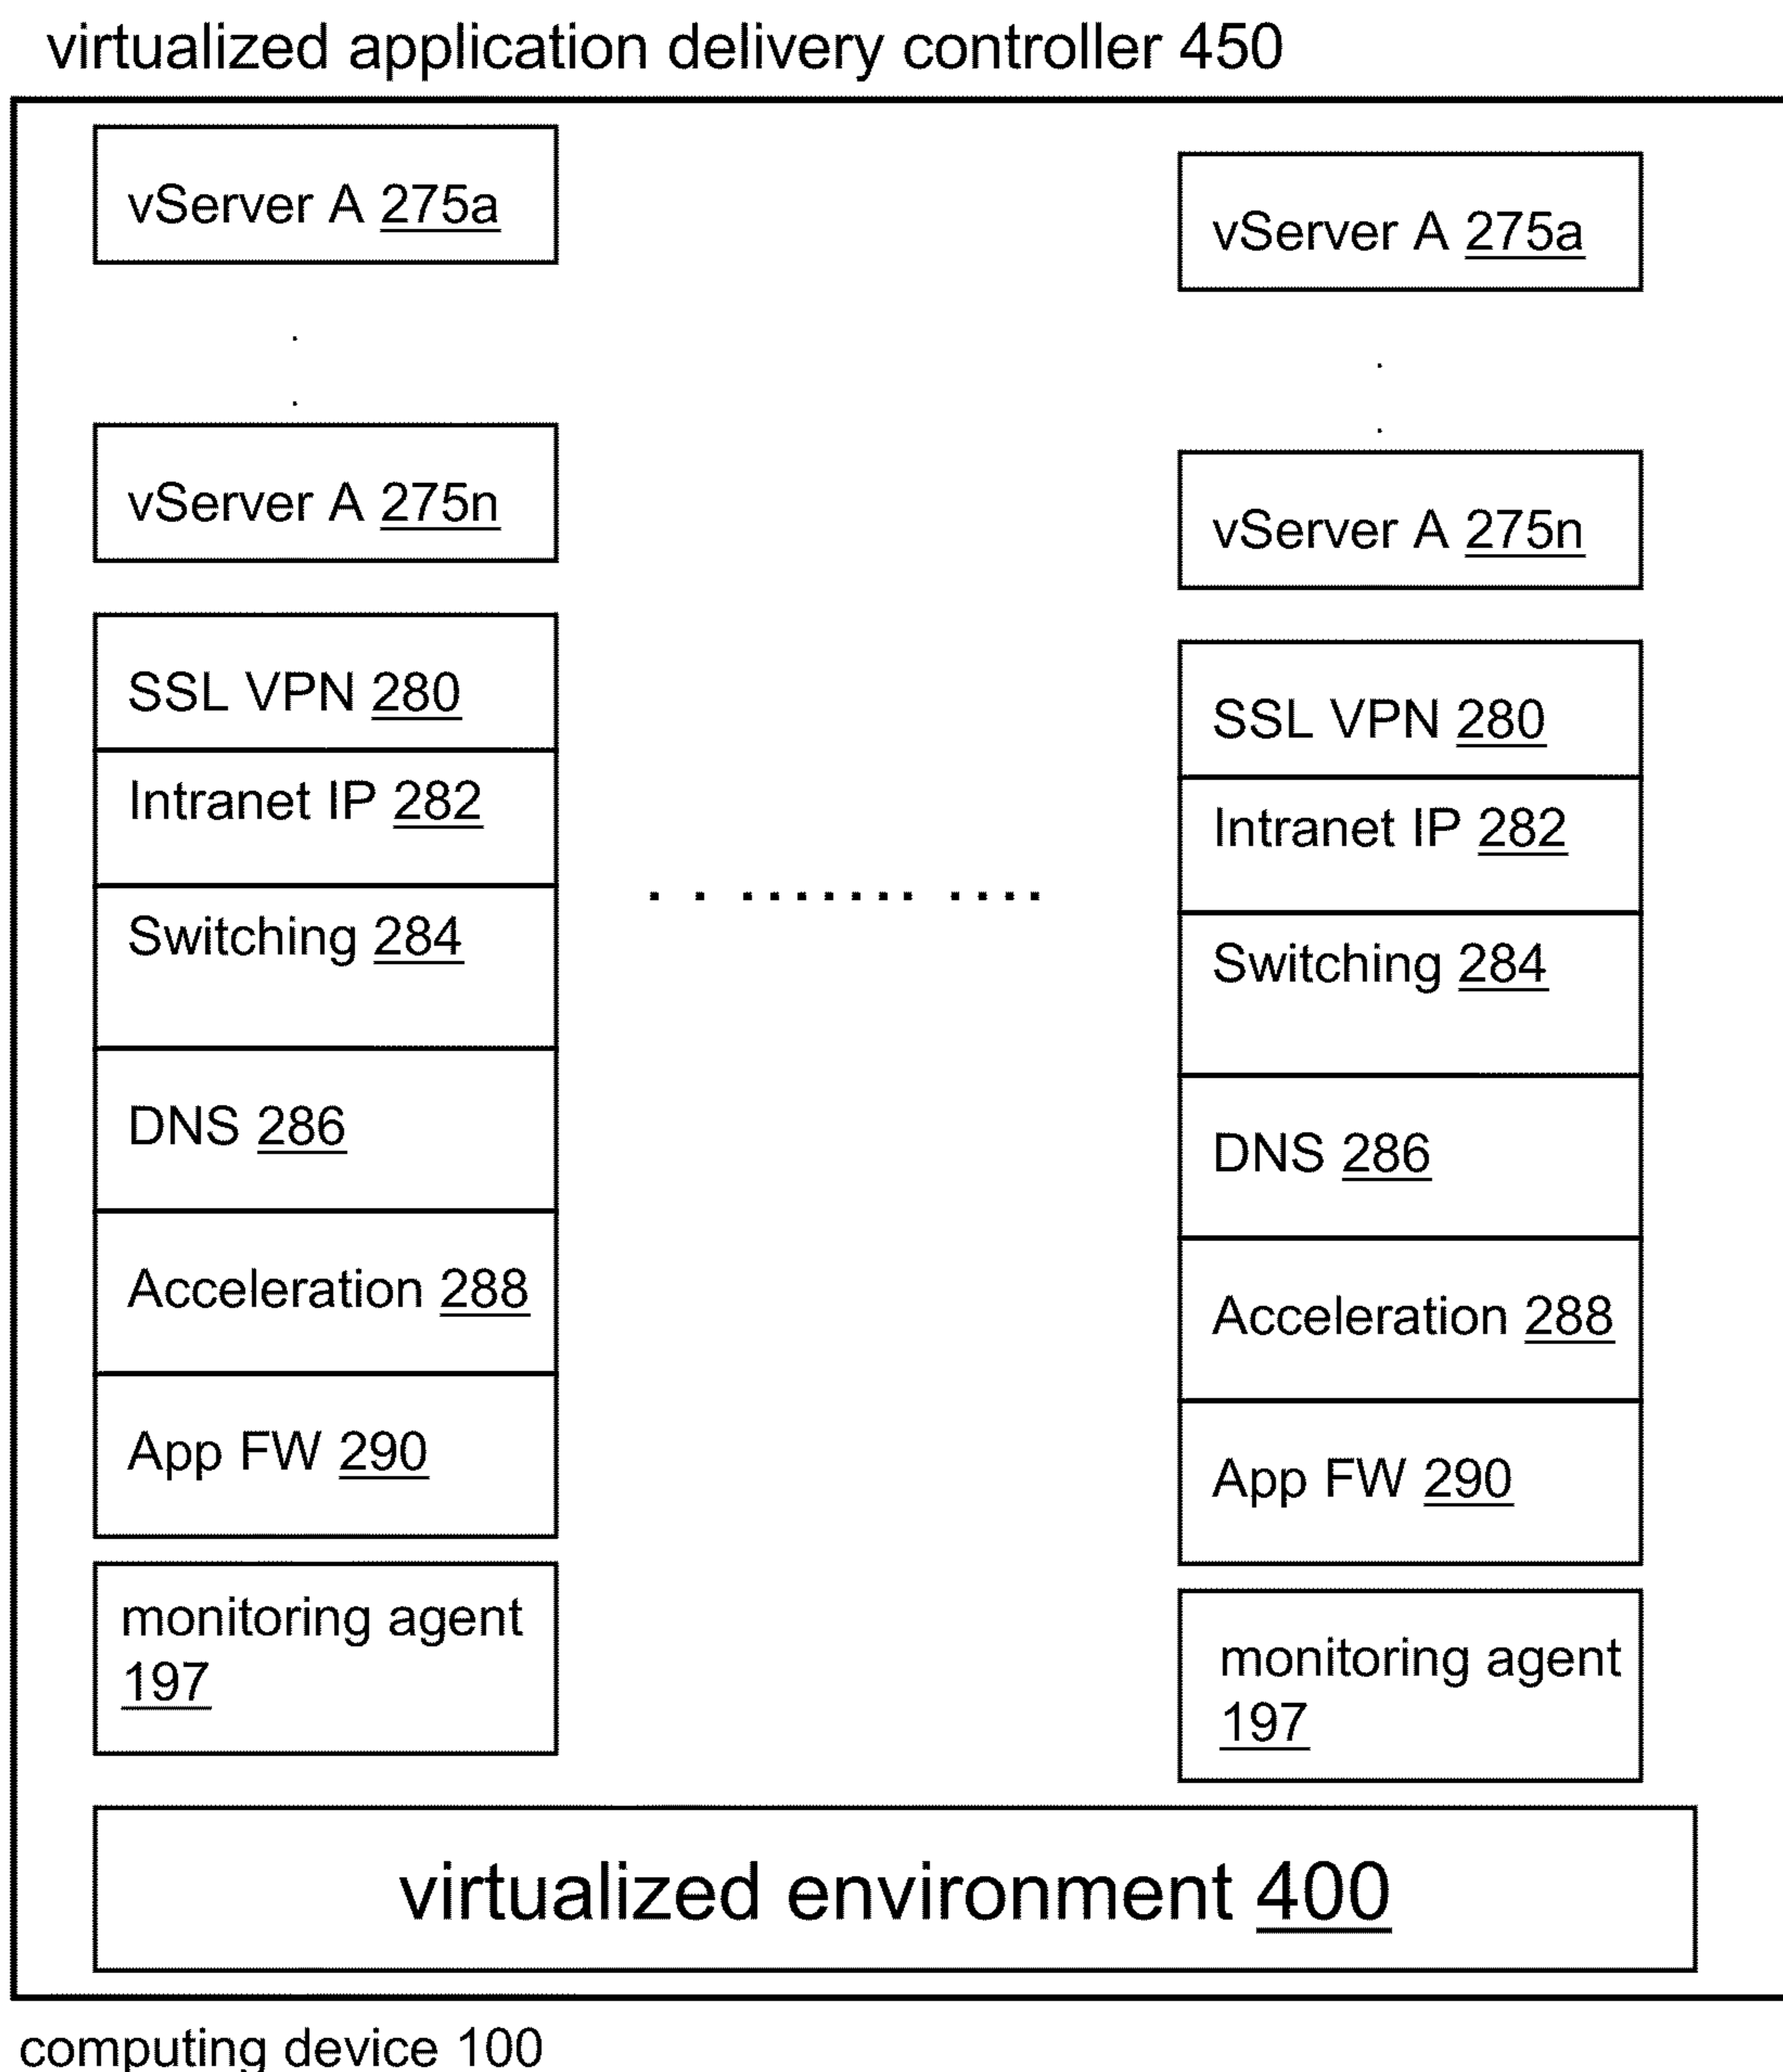 virtualized application delivery controller 450
vServer A 275a
vServer A 275n
SSL VPN 280
Intranet IP 282
Switching 284
DNS 286
Acceleration 288
App FW 290
monitoring agent
197
vServer A 275a
vServer A 275n
SSL VPN 280
Intranet IP 282
Switching 284
DNS 286
Acceleration 288
App FW 290
monitoring agent
197
virtualized environment 400
computing device 100